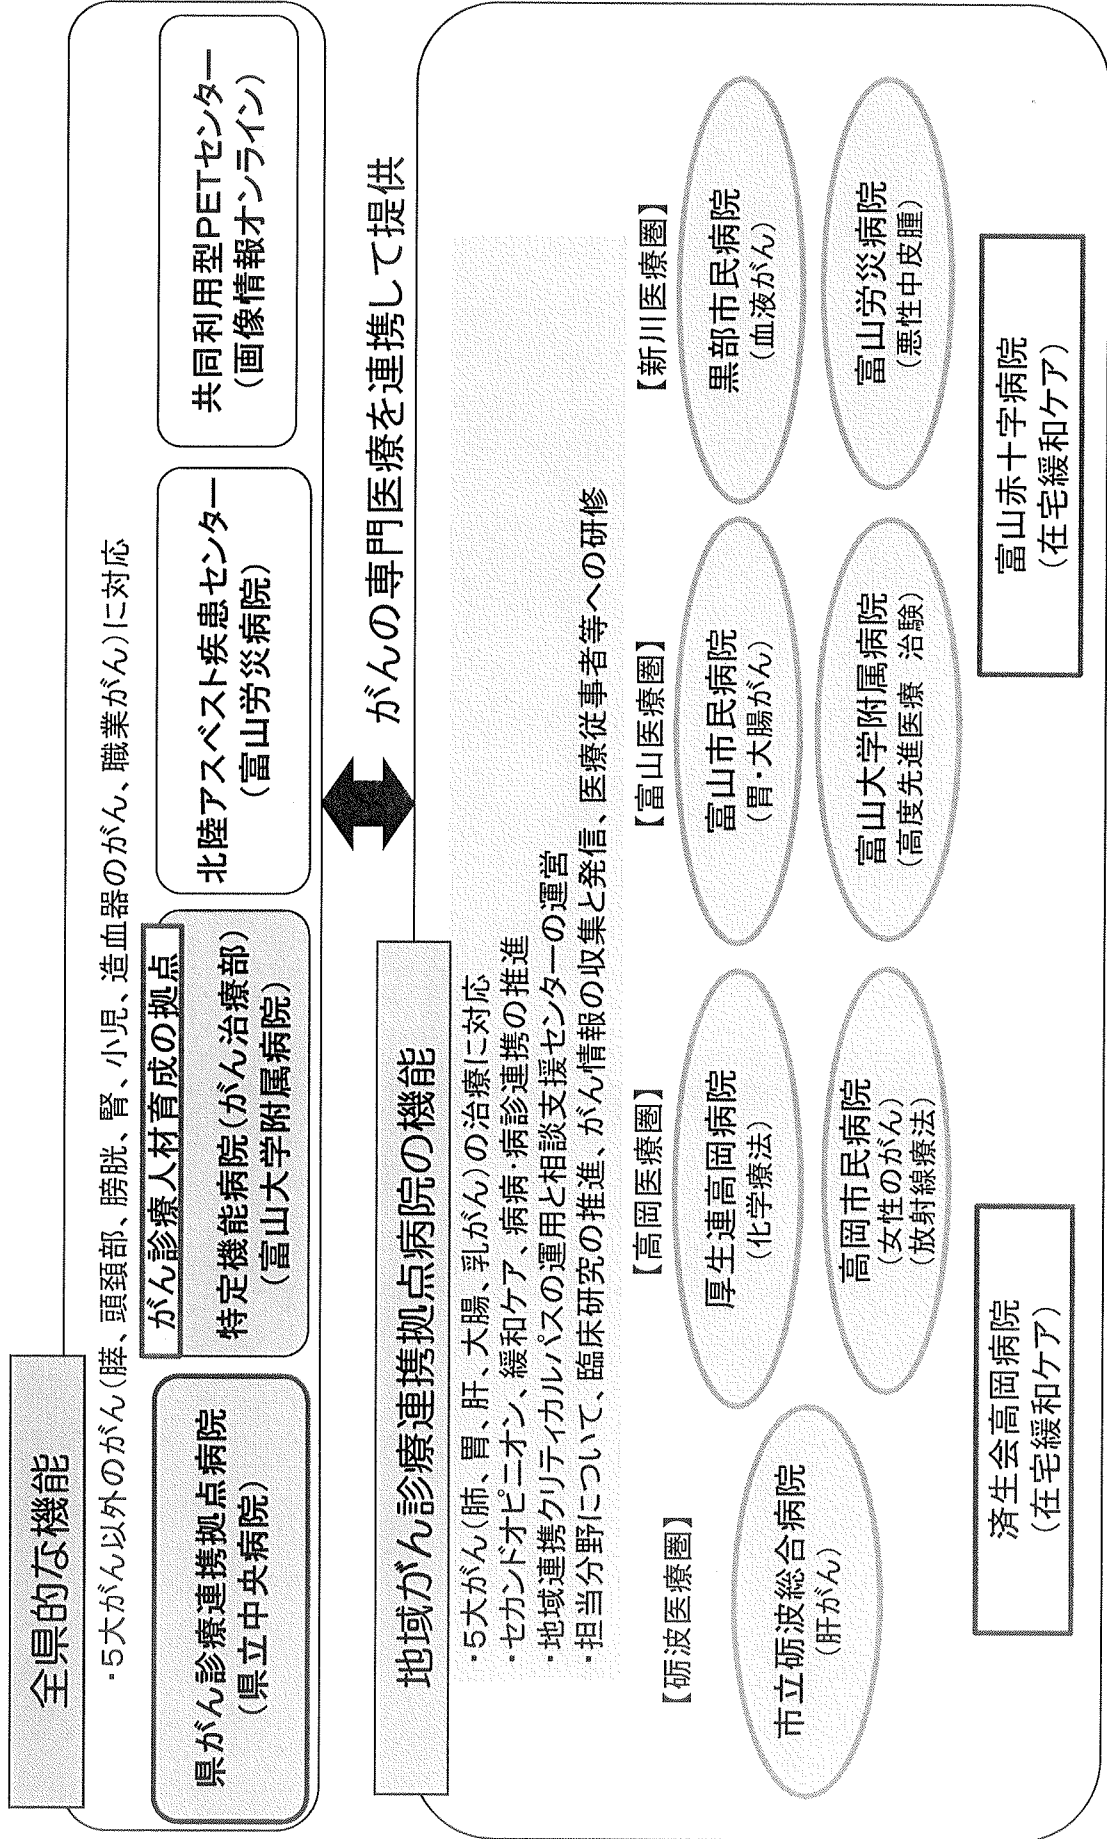 全県的な機能
・5大がん以外のがん(膵、頭頚部、膀胱、腎、小児、造血器のがん、職業がん)に対応
県がん診療連携拠点病院
(県立中央病院)
がん診療人材育成の拠点
特定機能病院(がん治療部)
(富山大学附属病院)
北陸アスベスト疾患センター
(富山労災病院)
共同利用型PETセンター
(画像情報オンライン)
がんの専門医療を連携して提供
地域がん診療連携拠点病院の機能
・5大がん(肺、胃、肝、大腸、乳がん)の治療に対応
・セカンドオピニオン、緩和ケア、病病・病診連携の推進
・地域連携クリティカルパスの運用と相談支援センターの運営
・担当分野について、臨床研究の推進、がん情報の収集と発信、医療従事者等への研修
【砺波医療圏】
市立砺波総合病院
(肝がん)
【高岡医療圏】
厚生連高岡病院
(化学療法)
高岡市民病院
(女性のがん)
(放射線療法)
【富山医療圏】
富山市民病院
(胃・大腸がん)
富山大学附属病院
(高度先進医療 治験)
【新川医療圏】
黒部市民病院
(血液がん)
富山労災病院
(悪性中皮腫)
済生会高岡病院
(在宅緩和ケア)
富山赤十字病院
(在宅緩和ケア)